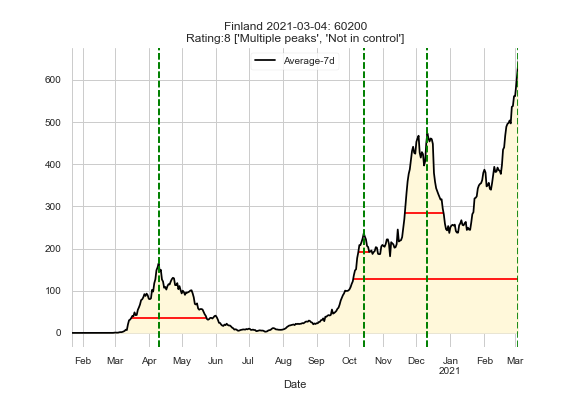 Finland 2021-03-04: 60200
Rating:8 ['Multiple peaks', 'Not in control']
Average-7d
600
500
400
300
200
100
0
Feb Mar Apr May Jun Jul Aug Sep Oct Nov Dec Jan Feb Mar
2021
Date